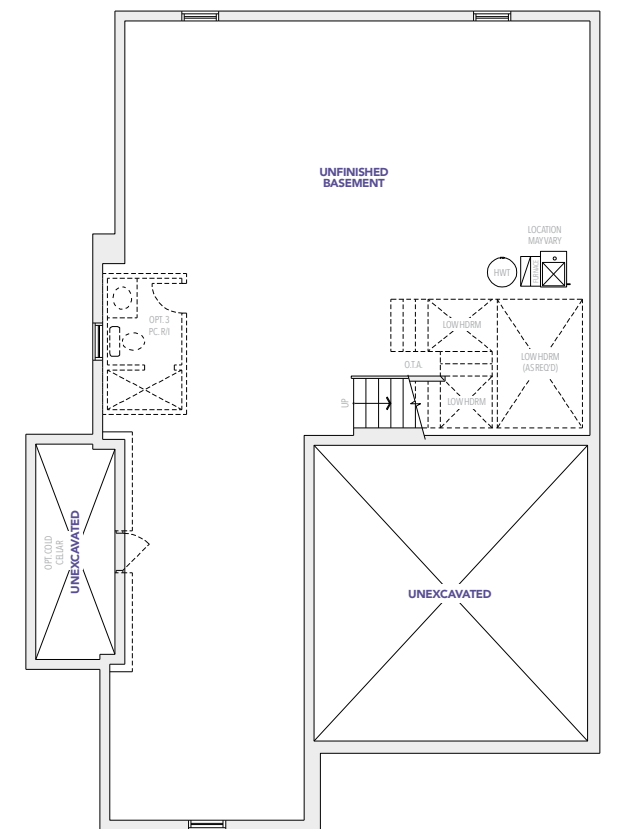 UNFINISHED
BASEMENT
LOCATION
MAY VARY
HWT
FURNACE
OPT. 3
PC. R/I
LOW HDRM
LOW HDRM
(AS REQ'D)
O.T.A.
UP
LOW HDRM
OPT. COLD
CELLAR
UNEXCAVATED
UNEXCAVATED